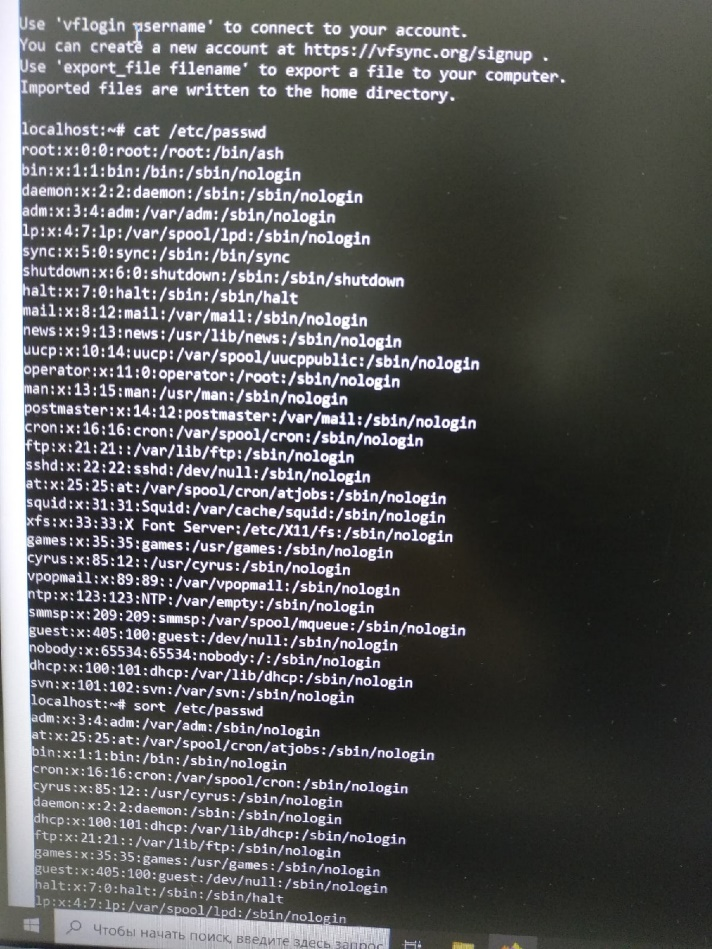 Use 'vflogin username' to connect to your account.
You can create a new account at https://vfsync.org/signup .
Use 'export_file filename' to export a file to your computer.
Imported files are written to the home directory.
localhost:~# cat /etc/passwd
root:x:0:0:root:/root:/bin/ash
bin:x:1:1:bin:/bin:/sbin/nologin
daemon:x:2:2:daemon:/sbin:/sbin/nologin
adm:x:3:4:adm:/var/adm:/sbin/nologin
lp:x:4:7:lp:/var/spool/lpd:/sbin/nologin
sync:x:5:0:sync:/sbin:/bin/sync
shutdown:x:6:0:shutdown:/sbin:/sbin/shutdown
halt:x:7:0:halt:/sbin:/sbin/halt
mail:x:8:12:mail:/var/mail:/sbin/nologin
news:x:9:13:news:/usr/lib/news:/sbin/nologin
uucp:x:10:14:uucp:/var/spool/uucppublic:/sbin/nologin
operator:x:11:0:operator:/root:/sbin/nologin
man:x:13:15:man:/usr/man:/sbin/nologin
postmaster:x:14:12:postmaster:/var/mail:/sbin/nologin
cron:x:16:16:cron:/var/spool/cron:/sbin/nologin
ftp:x:21:21::/var/lib/ftp:/sbin/nologin
sshd:x:22:22:sshd:/dev/null:/sbin/nologin
at:x:25:25:at:/var/spool/cron/atjobs:/sbin/nologin
squid:x:31:31:Squid:/var/cache/squid:/sbin/nologin
xfs:x:33:33:X Font Server:/etc/X11/fs:/sbin/nologin
games:x:35:35:games:/usr/games:/sbin/nologin
cyrus:x:85:12::/usr/cyrus:/sbin/nologin
vpopmail:x:89:89::/var/vpopmail:/sbin/nologin
ntp:x:123:123:NTP:/var/empty:/sbin/nologin
smmsp:x:209:209:smmsp:/var/spool/mqueue:/sbin/nologin
guest:x:405:100:guest:/dev/null:/sbin/nologin
nobody:x:65534:65534:nobody:/:/sbin/nologin
dhcp:x:100:101:dhcp:/var/lib/dhcp:/sbin/nologin
svn:x:101:102:svn:/var/svn:/sbin/nologin
localhost:~# sort /etc/passwd
adm:x:3:4:adm:/var/adm:/sbin/nologin
at:x:25:25:at:/var/spool/cron/atjobs:/sbin/nologin
bin:x:1:1:bin:/bin:/sbin/nologin
cron:x:16:16:cron:/var/spool/cron:/sbin/nologin
cyrus:x:85:12::/usr/cyrus:/sbin/nologin
daemon:x:2:2:daemon:/sbin:/sbin/nologin
dhcp:x:100:101:dhcp:/var/lib/dhcp:/sbin/nologin
ftp:x:21:21::/var/lib/ftp:/sbin/nologin
games:x:35:35:games:/usr/games:/sbin/nologin
guest:x:405:100:guest:/dev/null:/sbin/nologin
halt:x:7:0:halt:/sbin:/sbin/halt
lp:x:4:7:lp:/var/spool/lpd:/sbin/nologin
Чтобы начать поиск, введите здесь запрос